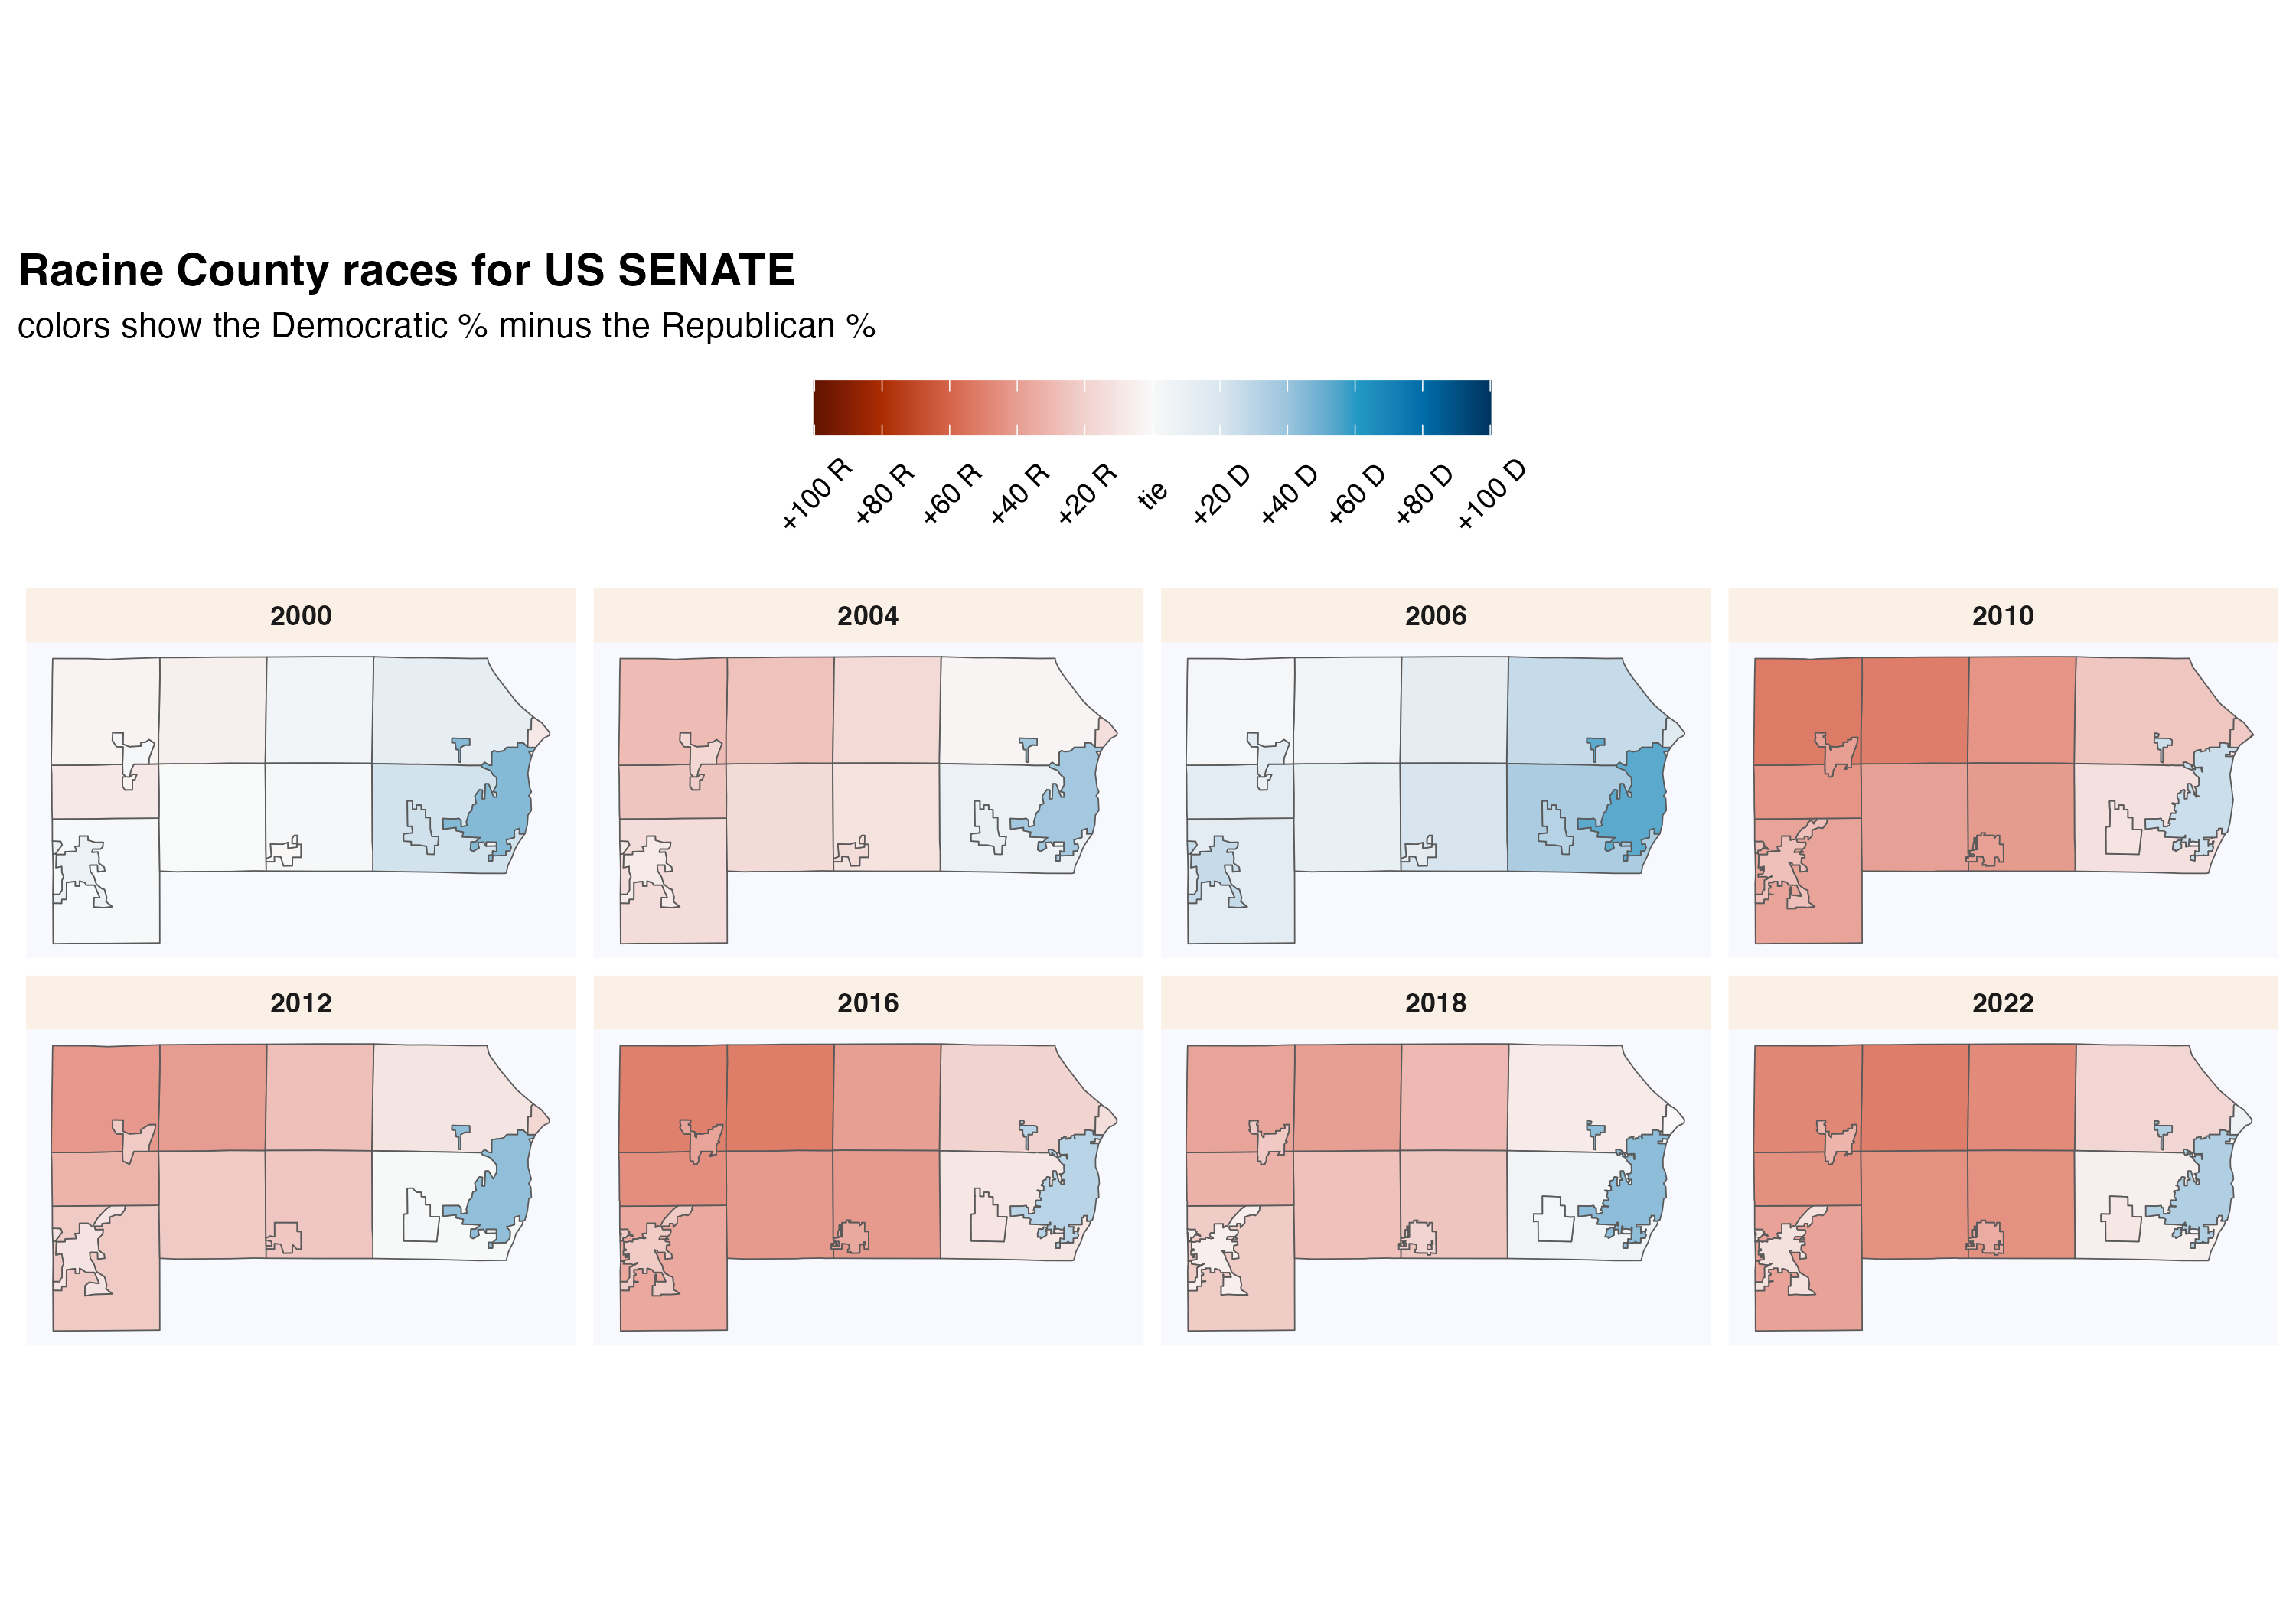 Racine County races for US SENATE
colors show the Democratic % minus the Republican %
+100 R
+80 R
+60 R
+40 R
+20 R
tie
+20 D
+40 D
+60 D
+80 D
+100 D
2000
2004
2006
2010
2012
2016
2018
2022